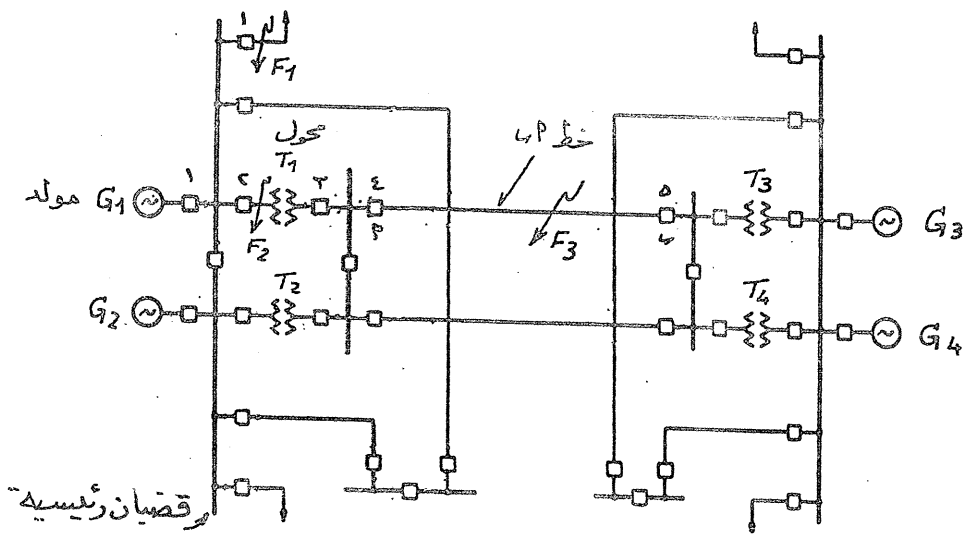 ١
F1
محول
T1
خط م ب
مولد G1 ١ ٢ ٣ ٤ ٥ T3 G3
F2 م F3 ب
G2 T2 T4 G4
قضبان رئيسية